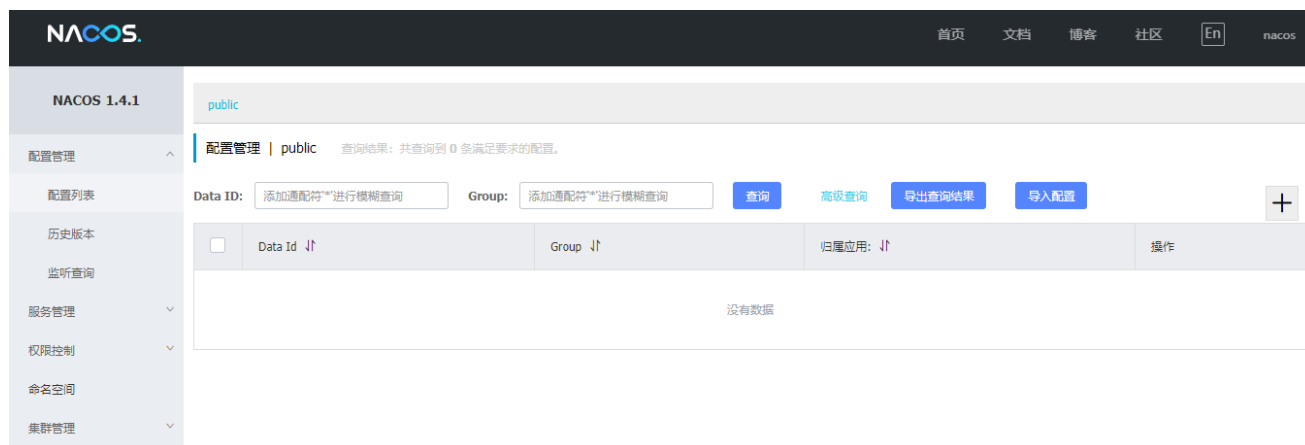 NACOS.
首页 文档 博客 社区 En nacos
NACOS 1.4.1
public
配置管理
配置管理 | public 查询结果：共查询到 0 条满足要求的配置。
配置列表
Data ID: 添加通配符'*'进行模糊查询 Group: 添加通配符'*'进行模糊查询 查询 高级查询 导出查询结果 导入配置
历史版本
Data Id Group 归属应用: 操作
监听查询
服务管理
没有数据
权限控制
命名空间
集群管理